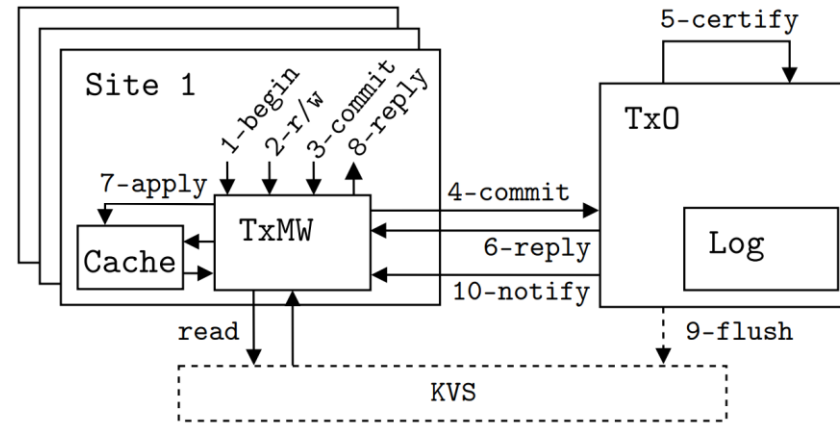 5-certify
Site 1
1-begin
2-r/w
3-commit
8-reply
TxO
7-apply
4-commit
TxMW
Cache
6-reply
Log
10-notify
read
9-flush
KVS